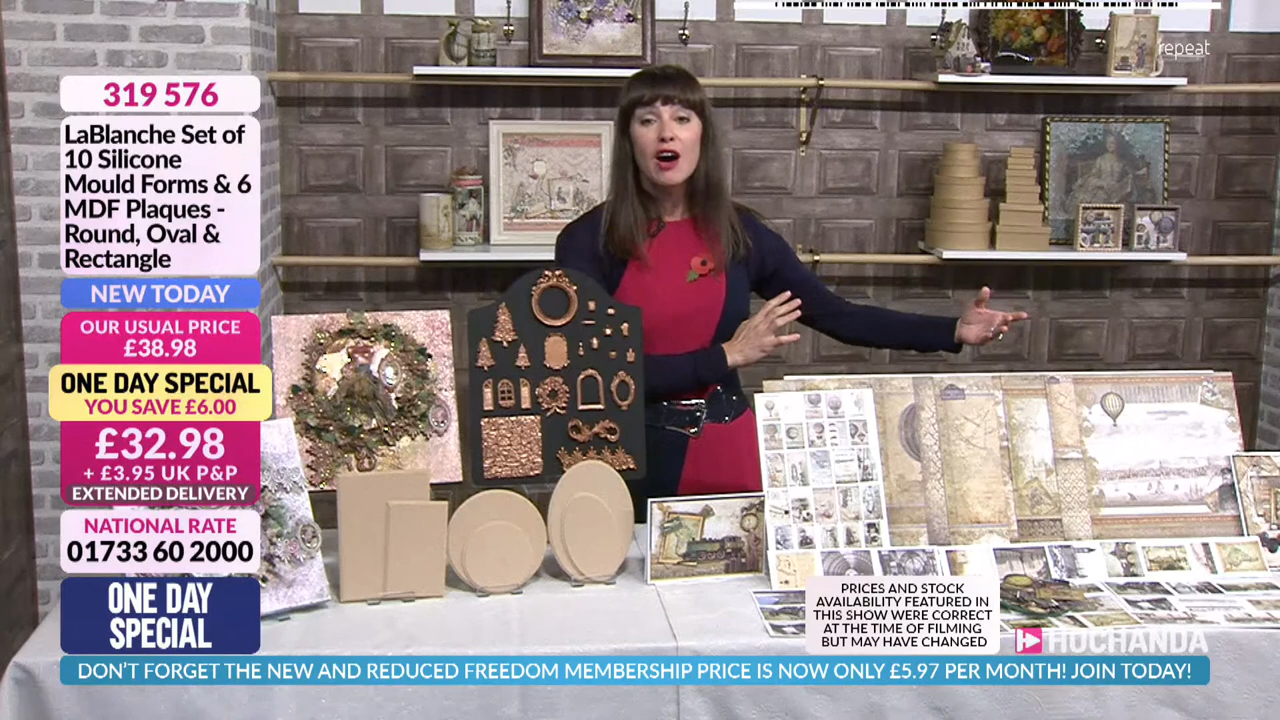 repeat
319 576
LaBlanche Set of
10 Silicone
Mould Forms & 6
MDF Plaques -
Round, Oval &
Rectangle
NEW TODAY
OUR USUAL PRICE
£38.98
ONE DAY SPECIAL
YOU SAVE £6.00
£32.98
+ £3.95 UK P&P
EXTENDED DELIVERY
NATIONAL RATE
01733 60 2000
ONE DAY
SPECIAL
PRICES AND STOCK
AVAILABILITY FEATURED IN
THIS SHOW WERE CORRECT
AT THE TIME OF FILMING
BUT MAY HAVE CHANGED
HOCHANDA
DON'T FORGET THE NEW AND REDUCED FREEDOM MEMBERSHIP PRICE IS NOW ONLY £5.97 PER MONTH! JOIN TODAY!